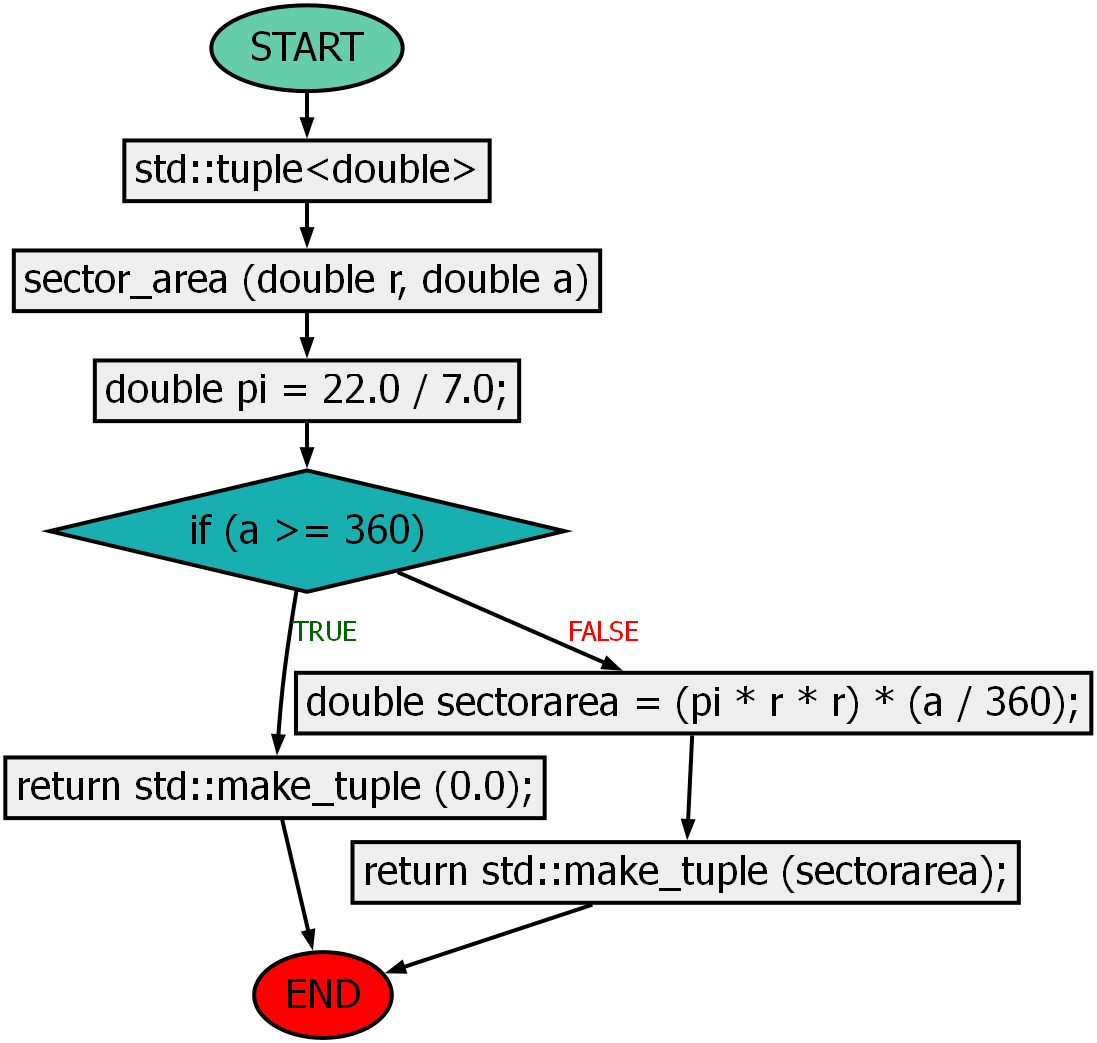 START
std::tuple<double>
sector_area (double r, double a)
double pi = 22.0 / 7.0;
if (a >= 360)
TRUE
FALSE
double sectorarea = (pi * r * r) * (a / 360);
return std::make_tuple (0.0);
return std::make_tuple (sectorarea);
END